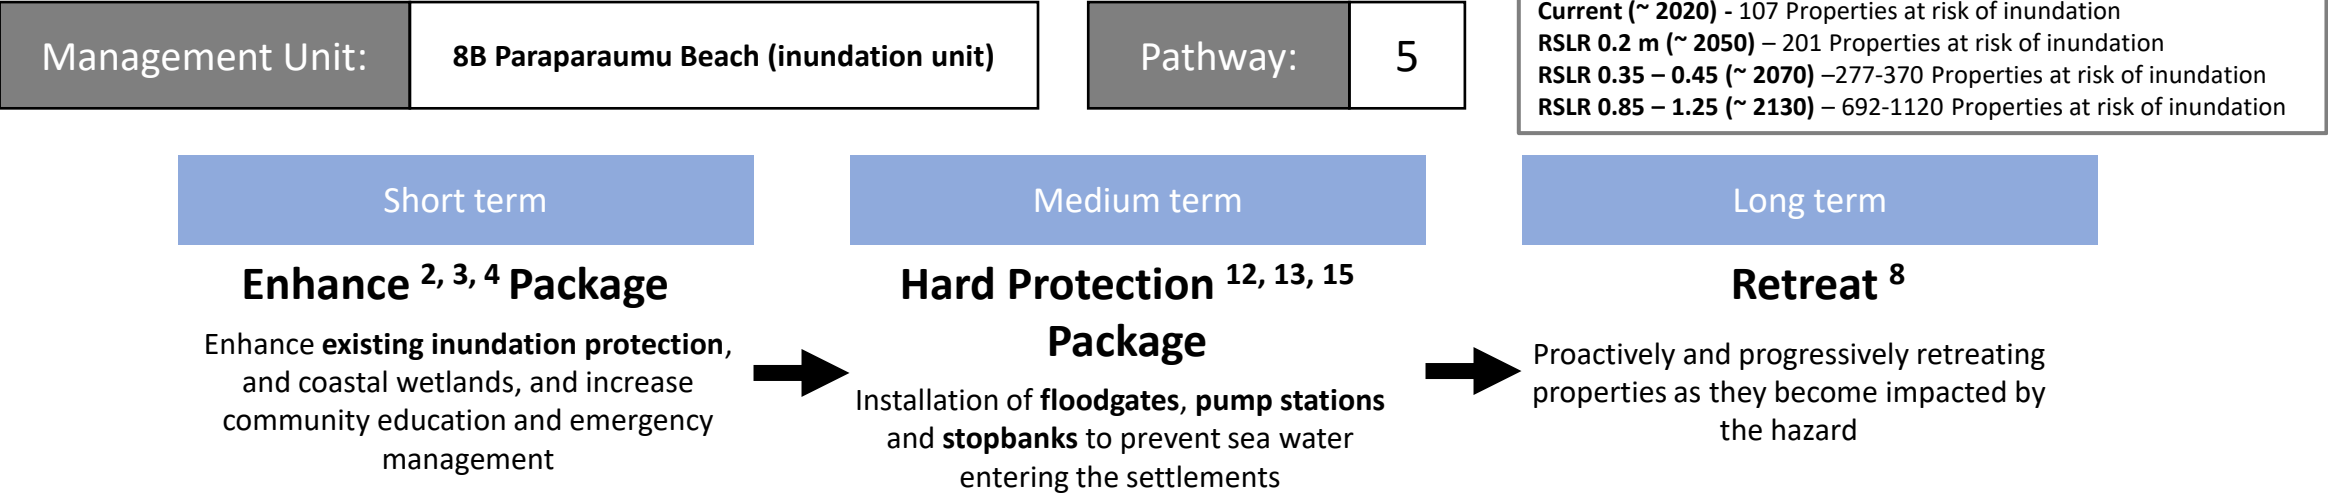 Management Unit:
8B Paraparaumu Beach (inundation unit)
Pathway:
5
Current (~ 2020) - 107 Properties at risk of inundation
RSLR 0.2 m (~ 2050) – 201 Properties at risk of inundation
RSLR 0.35 – 0.45 (~ 2070) –277-370 Properties at risk of inundation
RSLR 0.85 – 1.25 (~ 2130) – 692-1120 Properties at risk of inundation
Short term
Enhance 2, 3, 4 Package
Enhance existing inundation protection,
and coastal wetlands, and increase
community education and emergency
management
Medium term
Hard Protection 12, 13, 15
Package
Installation of floodgates, pump stations
and stopbanks to prevent sea water
entering the settlements
Long term
Retreat 8
Proactively and progressively retreating
properties as they become impacted by
the hazard